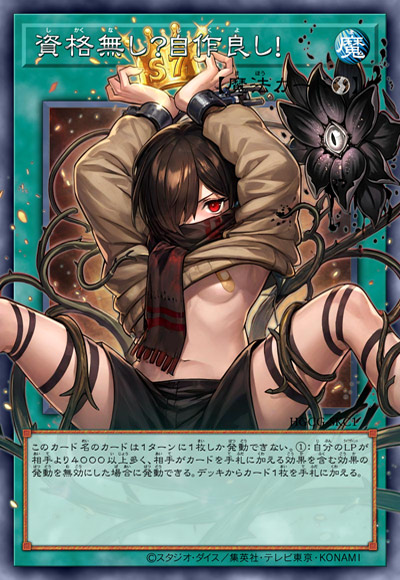 資格無し?自作良し!
魔
57
【魔法カ
このカード名のカードは1ターンに1枚しか発動できない。①:自分のLPが
相手より4000以上多く、相手がカードを手札に加える効果を含む効果の
発動を無効にした場合に発動できる。デッキからカード1枚を手札に加える。
©スタジオ・ダイス/集英社・テレビ東京・KONAMI